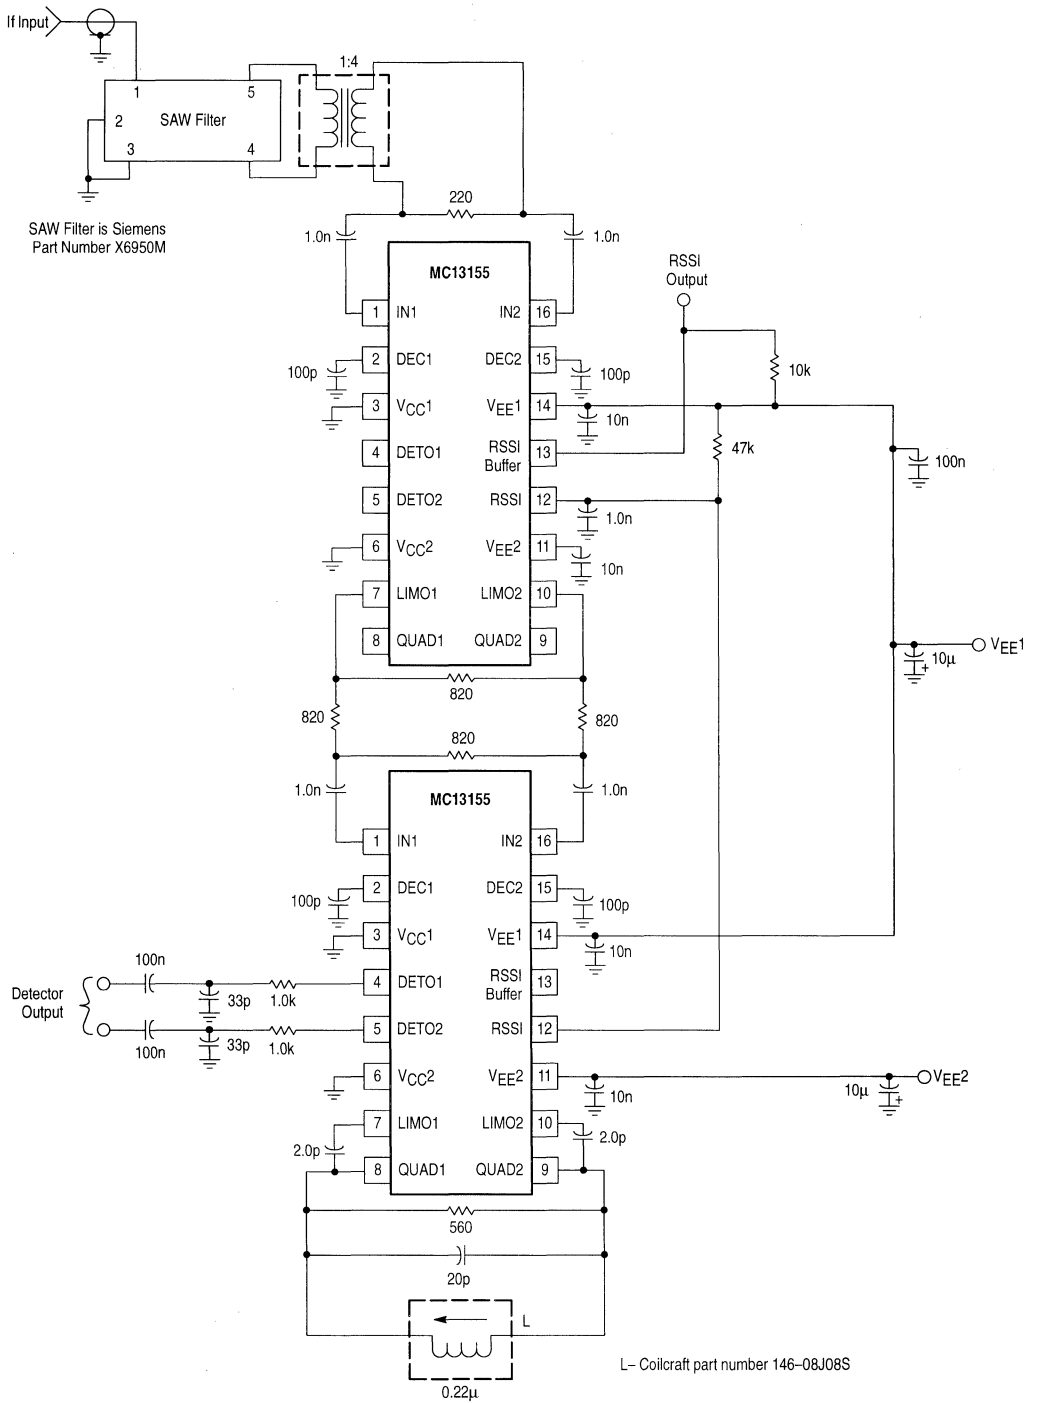 If Input
1:4
1
5
2
SAW Filter
3
4
SAW Filter is Siemens
Part Number X6950M
220
1.0n
1.0n
MC13155
RSSI
Output
1
IN1
IN2
16
100p
2
DEC1
DEC2
15
100p
10k
3
VCC1
VEE1
14
10n
4
DETO1
RSSI
Buffer
13
47k
100n
5
DETO2
RSSI
12
1.0n
6
VCC2
VEE2
11
10n
7
LIMO1
LIMO2
10
8
QUAD1
QUAD2
9
10µ
+
VEE1
820
820
820
820
1.0n
1.0n
MC13155
1
IN1
IN2
16
100p
2
DEC1
DEC2
15
100p
3
VCC1
VEE1
14
10n
Detector
Output
100n
33p
1.0k
4
DETO1
RSSI
Buffer
13
100n
33p
1.0k
5
DETO2
RSSI
12
6
VCC2
VEE2
11
10n
10µ
+
VEE2
7
LIMO1
LIMO2
10
2.0p
2.0p
8
QUAD1
QUAD2
9
560
20p
L
0.22µ
L– Coilcraft part number 146–08J08S